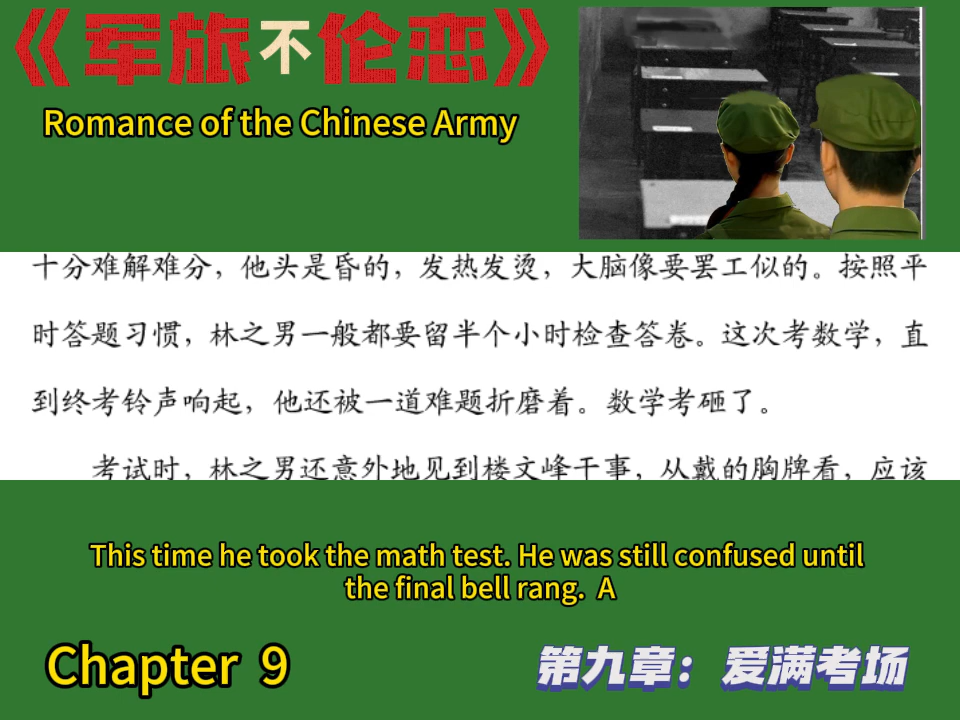 《军旅不伦恋》
Romance of the Chinese Army
十分难解难分，他头是昏的，发热发烫，大脑像要罢工似的。按照平
时答题习惯，林之男一般都要留半个小时检查答卷。这次考数学，直
到终考铃声响起，他还被一道难题折磨着。数学考砸了。
考试时，林之男还意外地见到楼文峰干事，从戴的胸牌看，应该
This time he took the math test. He was still confused until
the final bell rang. A
Chapter 9
第九章：爱满考场